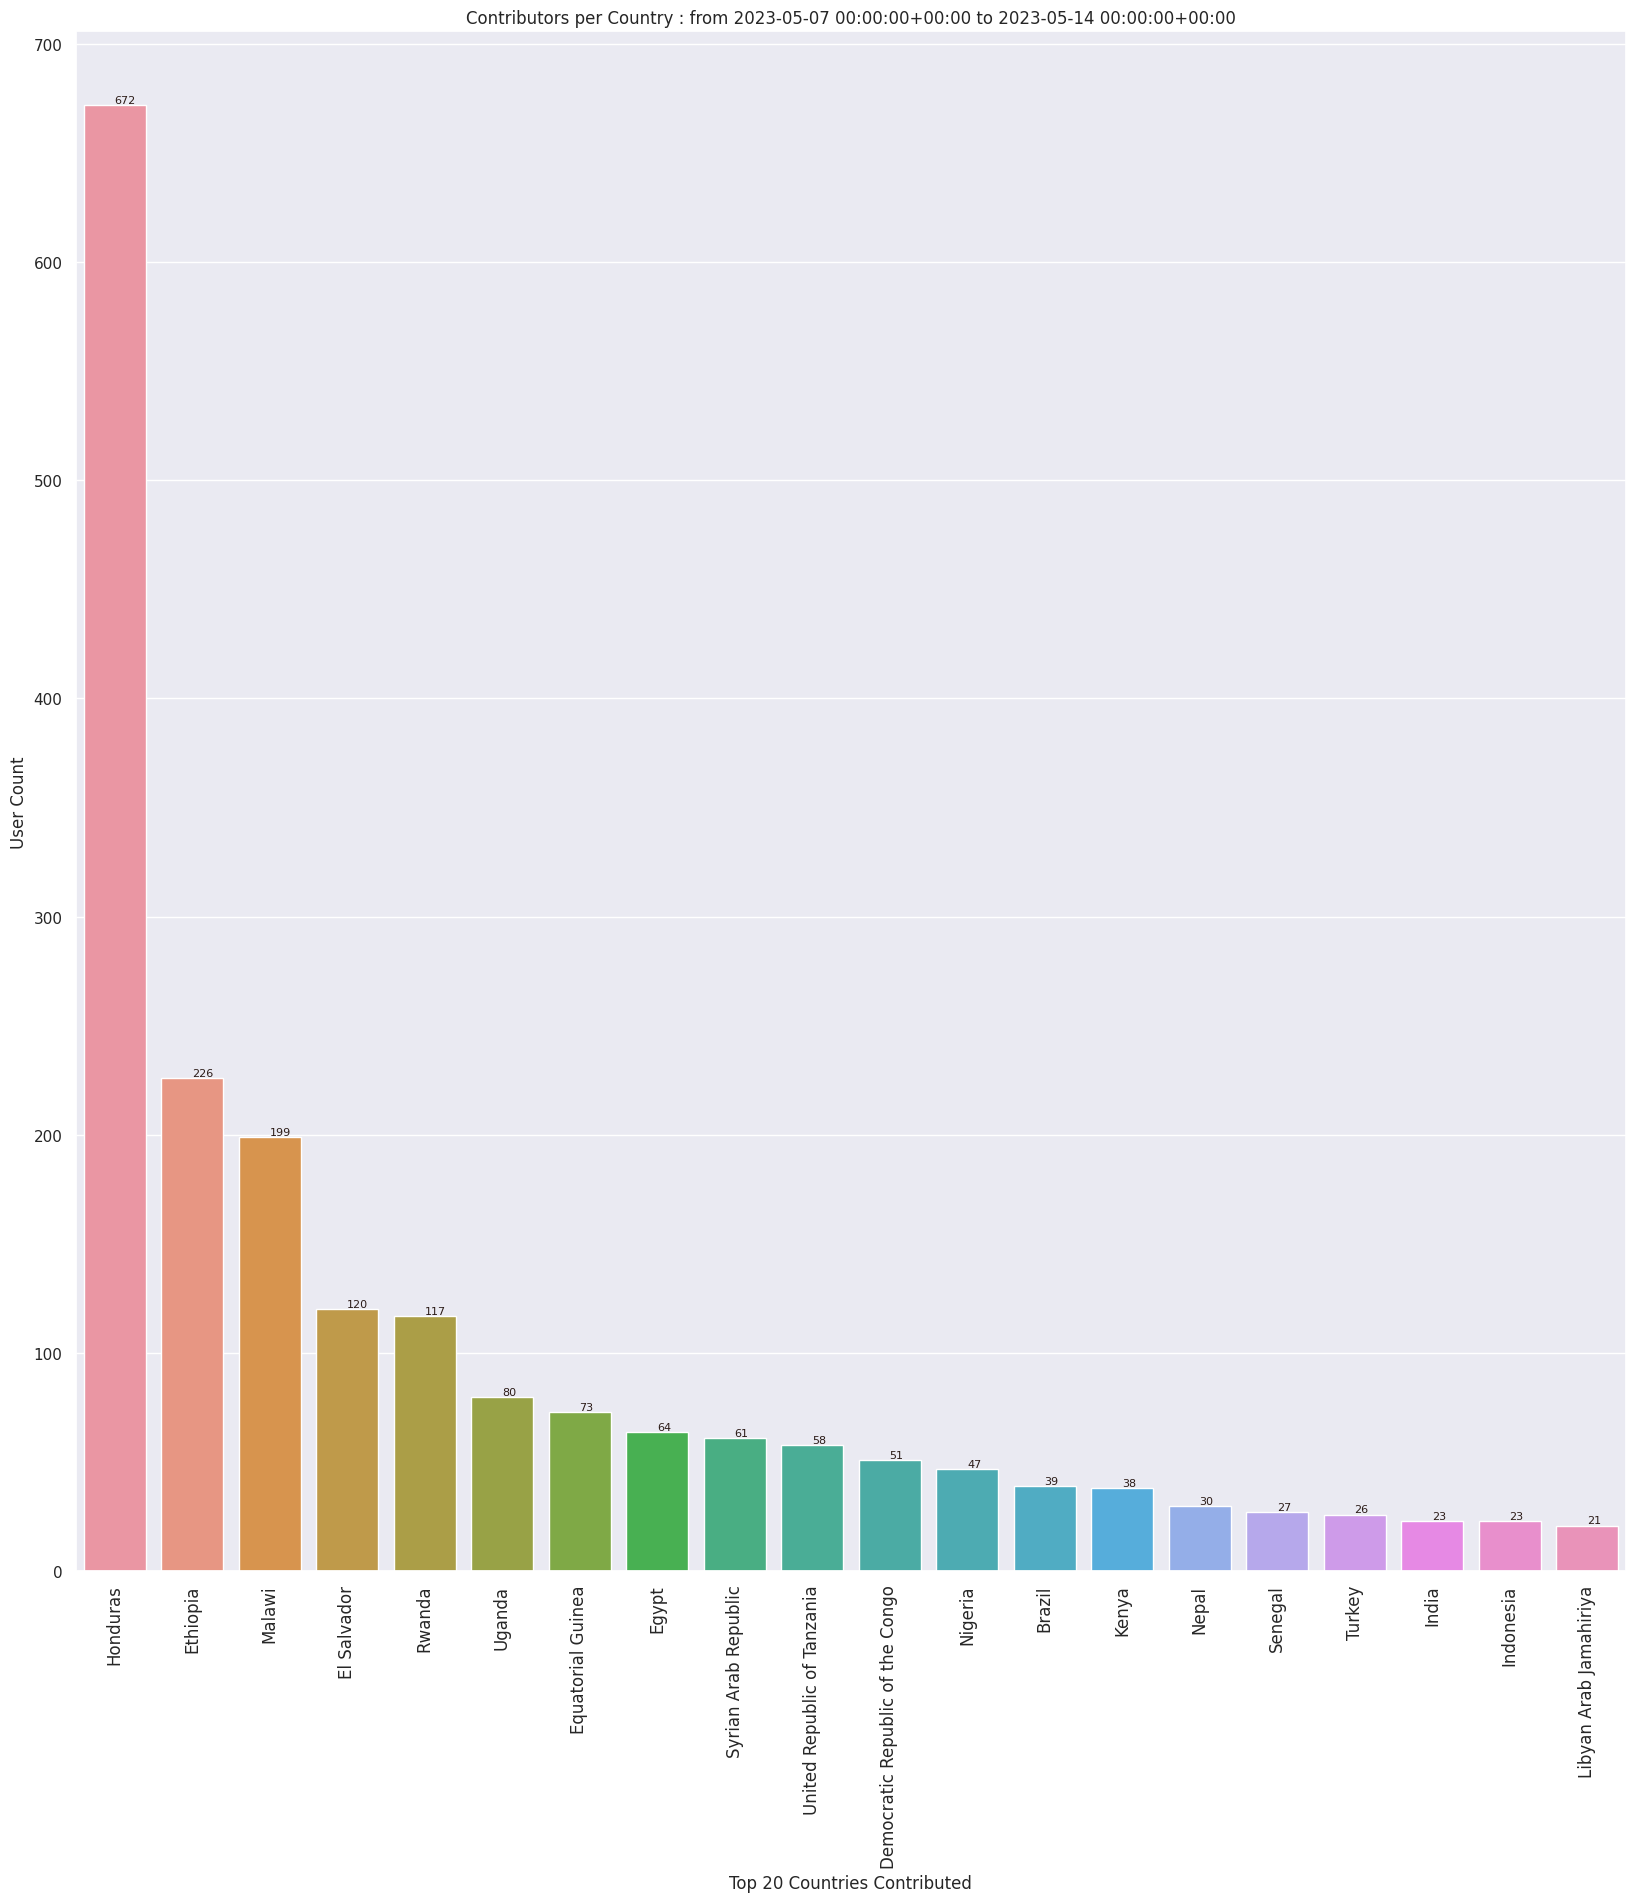 Contributors per Country : from 2023-05-07 00:00:00+00:00 to 2023-05-14 00:00:00+00:00
User Count
700
600
500
400
300
200
100
0
672
226
199
120
117
80
73
64
61
58
51
47
39
38
30
27
26
23
23
21
Honduras
Ethiopia
Malawi
El Salvador
Rwanda
Uganda
Equatorial Guinea
Egypt
Syrian Arab Republic
United Republic of Tanzania
Democratic Republic of the Congo
Nigeria
Brazil
Kenya
Nepal
Senegal
Turkey
India
Indonesia
Libyan Arab Jamahiriya
Top 20 Countries Contributed